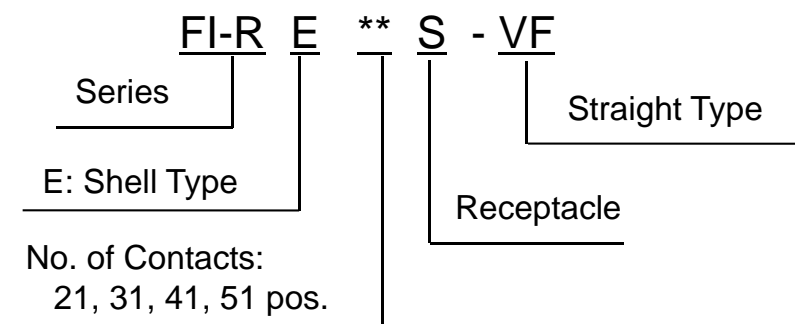 FI-R E ** S - VF
Series
Straight Type
E: Shell Type
Receptacle
No. of Contacts:
21, 31, 41, 51 pos.